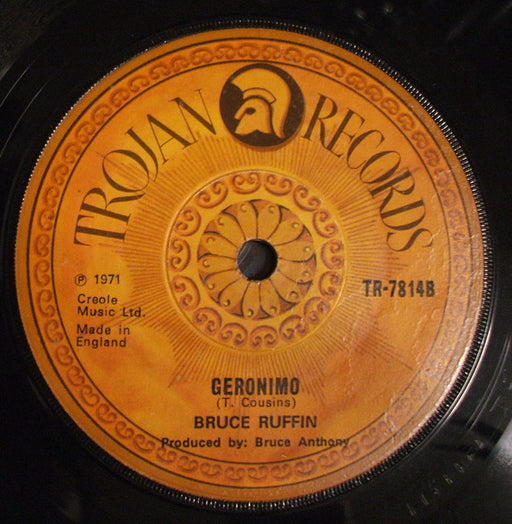 TROJAN RECORDS
℗ 1971
Creole
Music Ltd.
Made in
England
TR-7814B
GERONIMO
(T. Cousins)
BRUCE RUFFIN
Produced by: Bruce Anthony